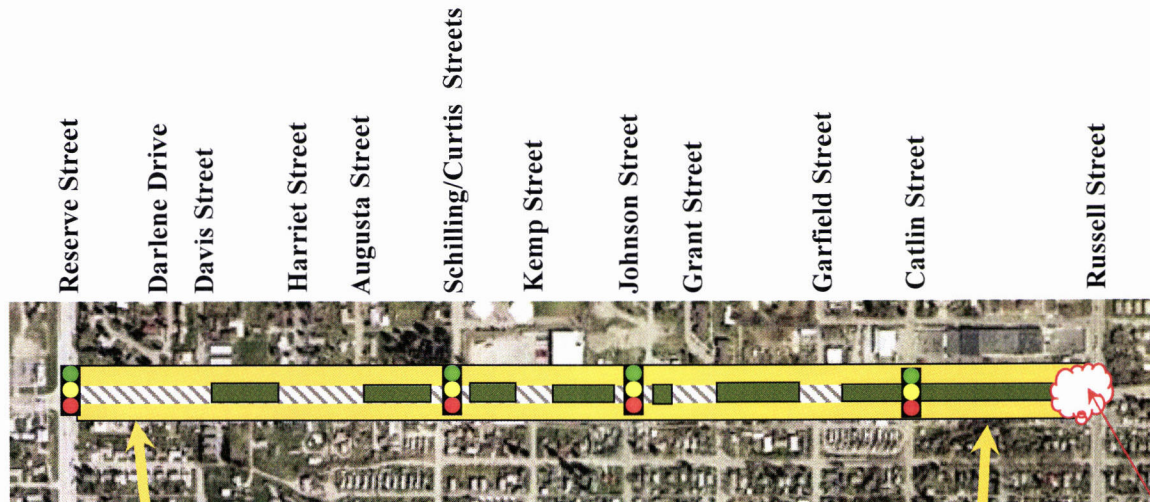 Reserve Street
Darlene Drive
Davis Street
Harriet Street
Augusta Street
Schilling/Curtis Streets
Kemp Street
Johnson Street
Grant Street
Garfield Street
Catlin Street
Russell Street